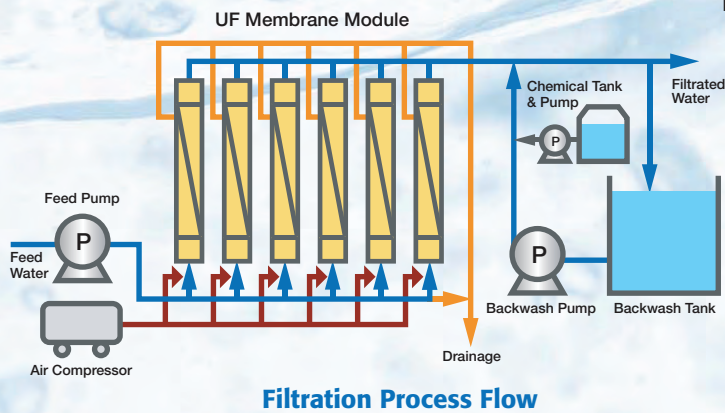 UF Membrane Module
Chemical Tank
& Pump
Filtrated
Water
P
Feed Pump
P
Feed
Water
P
Backwash Pump
Backwash Tank
Air Compressor
Drainage
Filtration Process Flow